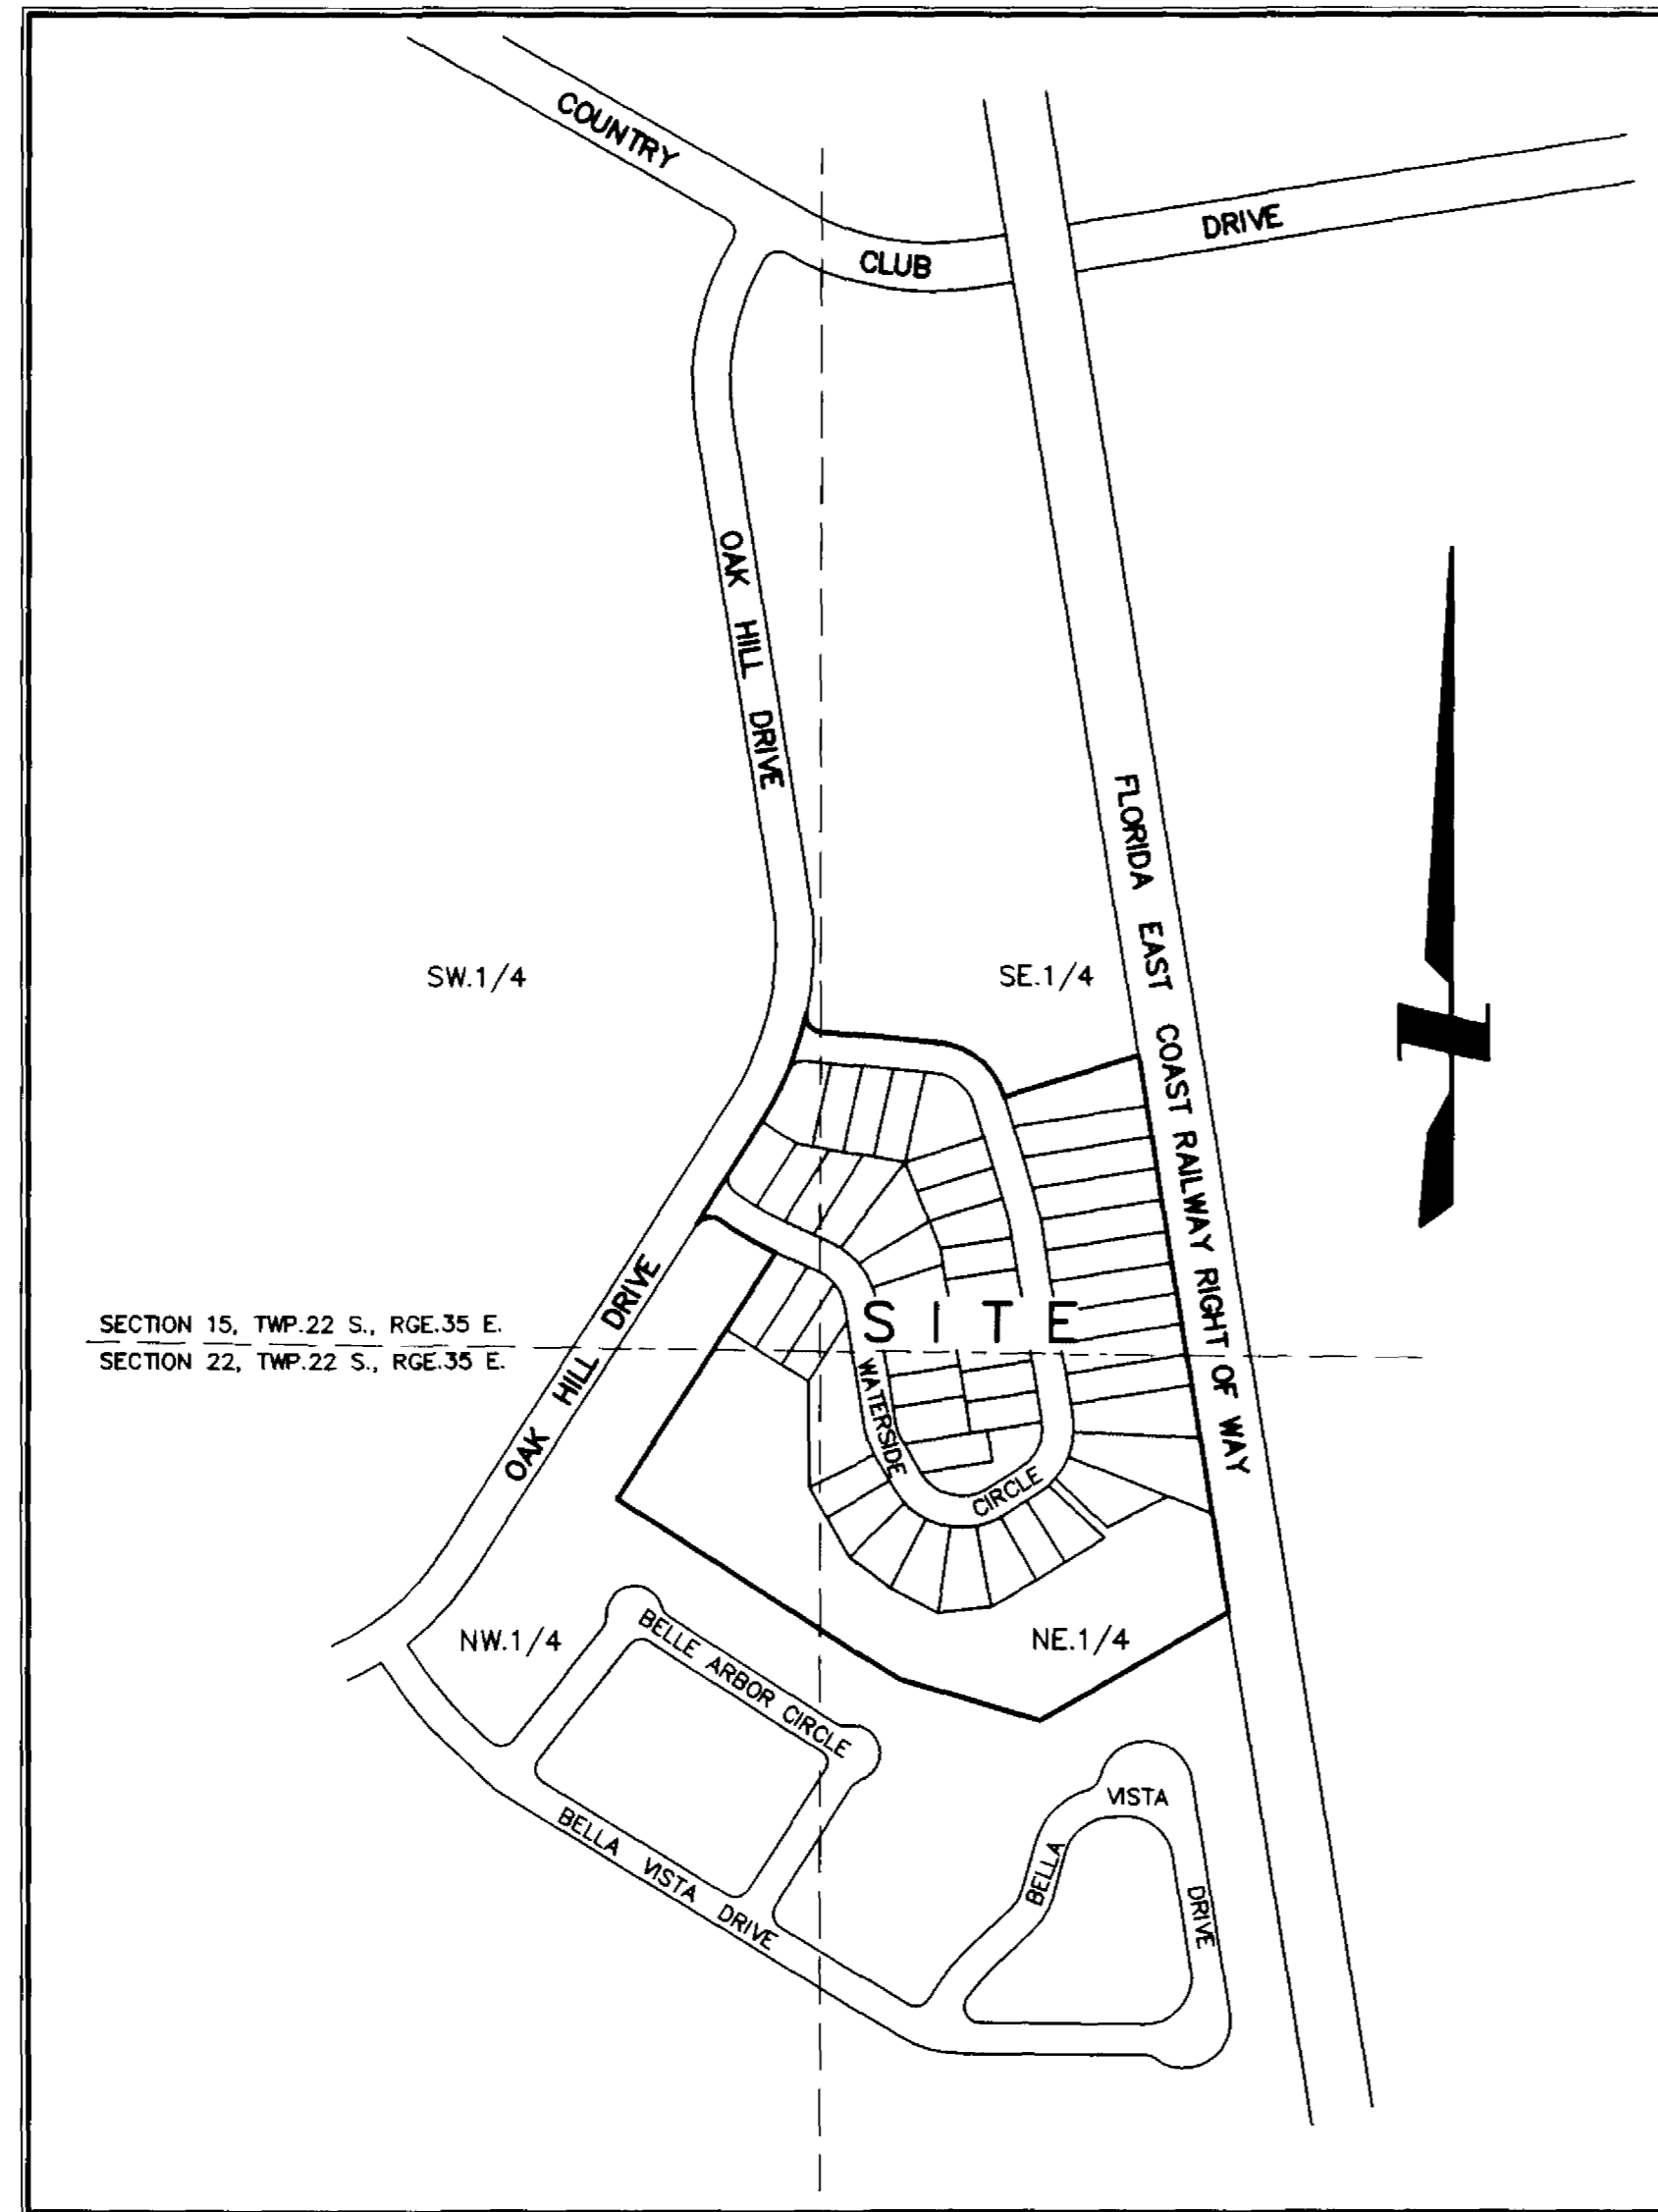 COUNTRY
CLUB
DRIVE
OAK HILL DRIVE
FLORIDA EAST COAST RAILWAY RIGHT OF WAY
SW.1/4
SE.1/4
N
OAK HILL DRIVE
SITE
SECTION 15, TWP.22 S., RGE.35 E.
SECTION 22, TWP.22 S., RGE.35 E.
WATERSIDE
CIRCLE
NW.1/4
NE.1/4
BELLE ARBOR CIRCLE
BELLA VISTA DRIVE
BELLA
VISTA
DRIVE